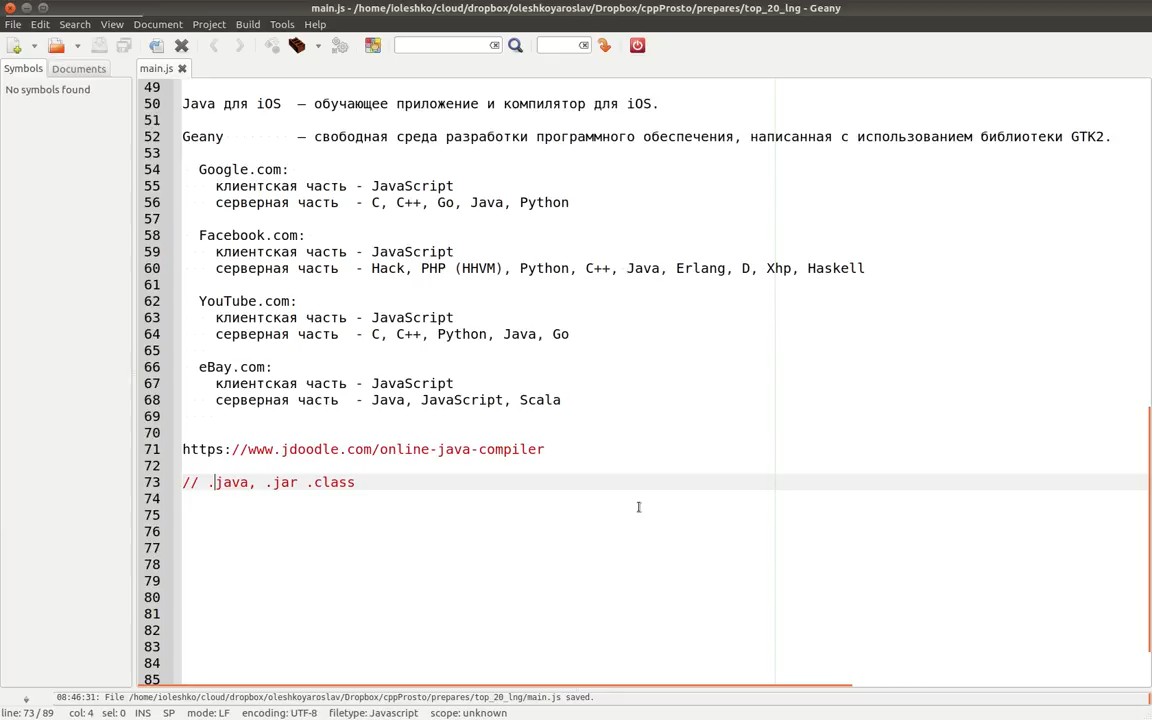 main.js - /home/ioleshko/cloud/dropbox/oleshkoyaroslav/Dropbox/cppProsto/prepares/top_20_lng - Geany
File Edit Search View Document Project Build Tools Help
Symbols Documents main.js
No symbols found
49
50 Java для iOS – обучающее приложение и компилятор для iOS.
51
52 Geany – свободная среда разработки программного обеспечения, написанная с использованием библиотеки GTK2.
53
54 Google.com:
55 клиентская часть - JavaScript
56 серверная часть - C, C++, Go, Java, Python
57
58 Facebook.com:
59 клиентская часть - JavaScript
60 серверная часть - Hack, PHP (HHVM), Python, C++, Java, Erlang, D, Xhp, Haskell
61
62 YouTube.com:
63 клиентская часть - JavaScript
64 серверная часть - C, C++, Python, Java, Go
65
66 eBay.com:
67 клиентская часть - JavaScript
68 серверная часть - Java, JavaScript, Scala
69
70
71 https://www.jdoodle.com/online-java-compiler
72
73 // .java, .jar .class
74
75
76
77
78
79
80
81
82
83
84
85
08:46:31: File /home/ioleshko/cloud/dropbox/oleshkoyaroslav/Dropbox/cppProsto/prepares/top_20_lng/main.js saved.
line: 73 / 89 col: 4 sel: 0 INS SP mode: LF encoding: UTF-8 filetype: Javascript scope: unknown